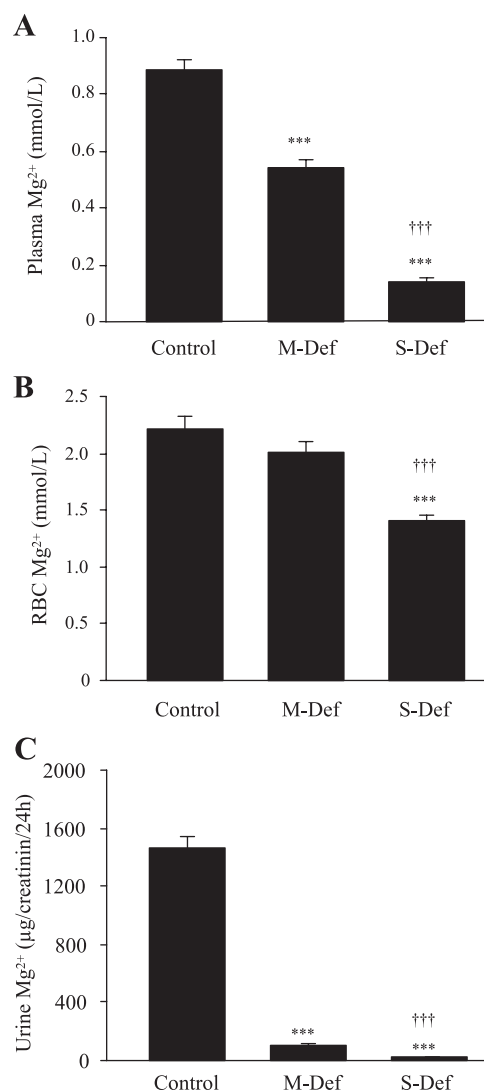 A
Plasma Mg²⁺ (mmol/L)
1.0
0.8
0.6
0.4
0.2
0
***
†††
***
Control M-Def S-Def
B
RBC Mg²⁺ (mmol/L)
2.5
2.0
1.5
1.0
0.5
0
†††
***
Control M-Def S-Def
C
Urine Mg²⁺ (µg/creatinin/24h)
2000
1600
1200
800
400
0
***
†††
***
Control M-Def S-Def